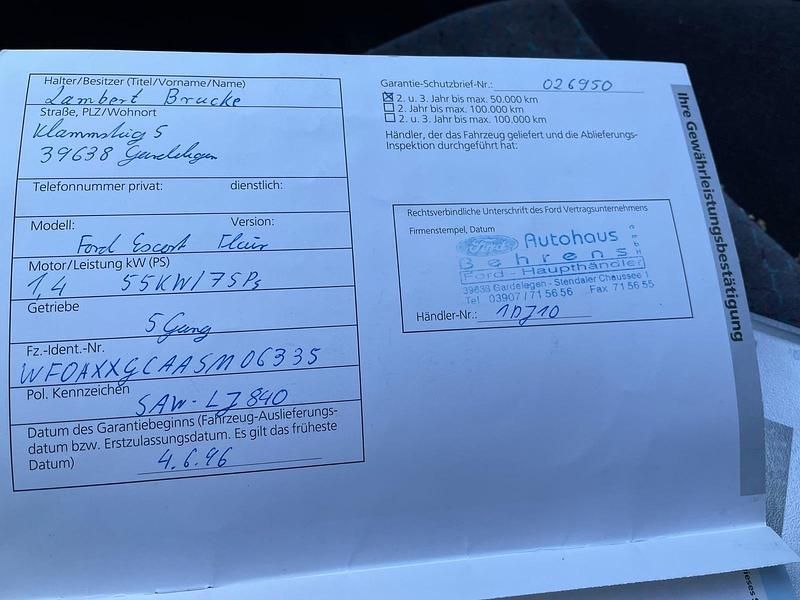 Halter/Besitzer (Titel/Vorname/Name)
Lambert Brucke
Straße, PLZ/Wohnort
5
39638 Gardelegen
Telefonnummer privat: dienstlich:
Modell: Version:
Ford Escort Flair
Motor/Leistung kW (PS)
1,4 55KW/75PS
Getriebe
5 Gang
Fz.-Ident.-Nr.
WF0AXXGCAASM06335
Pol. Kennzeichen
SAW-LJ 840
Datum des Garantiebeginns (Fahrzeug-Auslieferungs-
datum bzw. Erstzulassungsdatum. Es gilt das früheste
Datum)
4.6.96
Garantie-Schutzbrief-Nr.: 026950
2. u. 3. Jahr bis max. 50.000 km
2. Jahr bis max. 100.000 km
2. u. 3. Jahr bis max. 100.000 km
Händler, der das Fahrzeug geliefert und die Ablieferungs-
Inspektion durchgeführt hat:
Rechtsverbindliche Unterschrift des Ford Vertragsunternehmens
Firmenstempel, Datum
Ford Autohaus
Behrens GmbH
Ford - Haupthändler
39638 Gardelegen - Stendaler Chaussee 1
Tel 03907 / 71 56 56 Fax 71 56 55
Händler-Nr.: 1DJ10
Ihre Gewährleistungsbestätigung